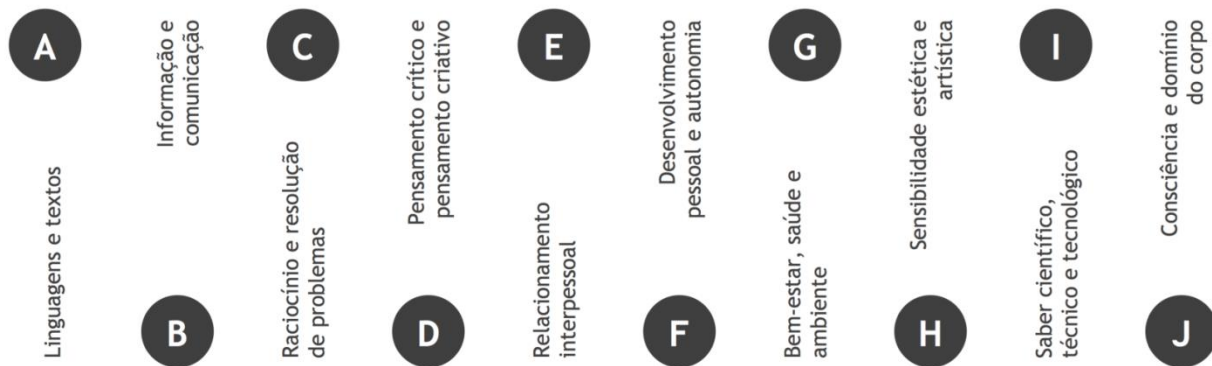 A
Linguagens e textos
B
Informação e
comunicação
C
Raciocínio e resolução
de problemas
D
Pensamento crítico e
pensamento criativo
E
Relacionamento
interpessoal
F
Desenvolvimento
pessoal e autonomia
G
Bem-estar, saúde e
ambiente
H
Sensibilidade estética e
artística
I
Saber científico,
técnico e tecnológico
J
Consciência e domínio
do corpo